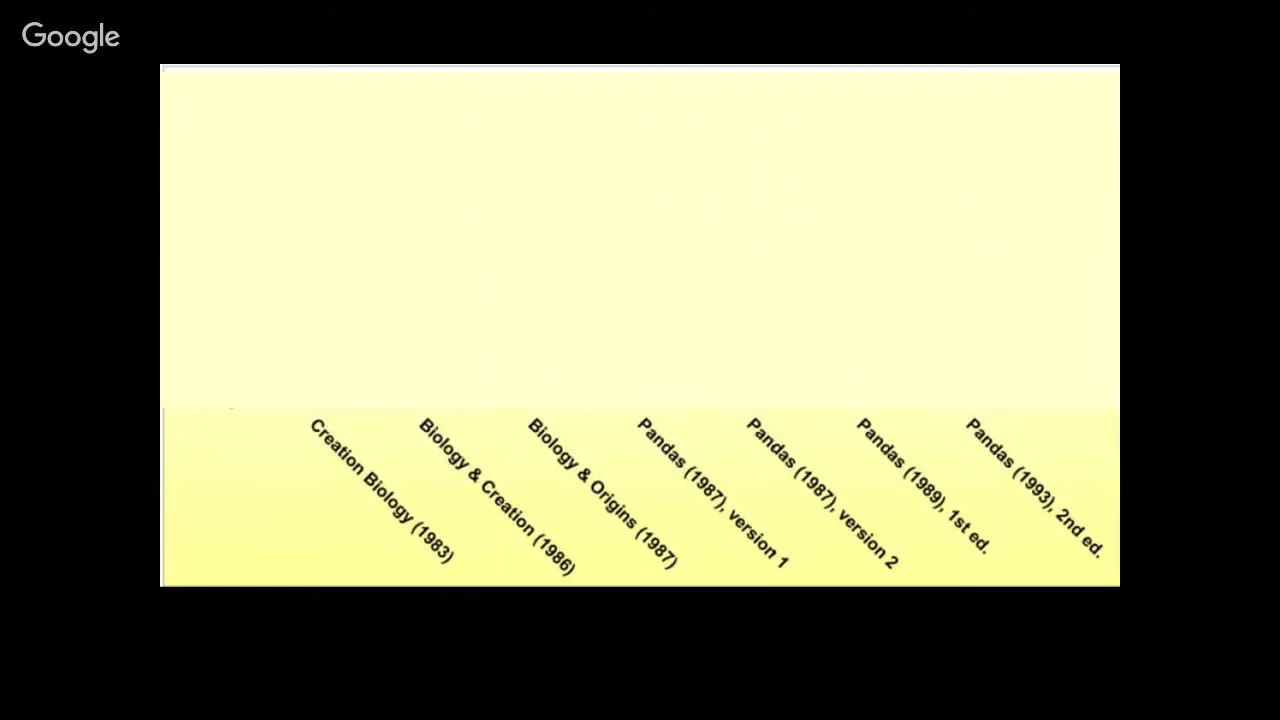 Google
Creation Biology (1983)
Biology & Creation (1986)
Biology & Origins (1987)
Pandas (1987), version 1
Pandas (1987), version 2
Pandas (1989), 1st ed.
Pandas (1993), 2nd ed.